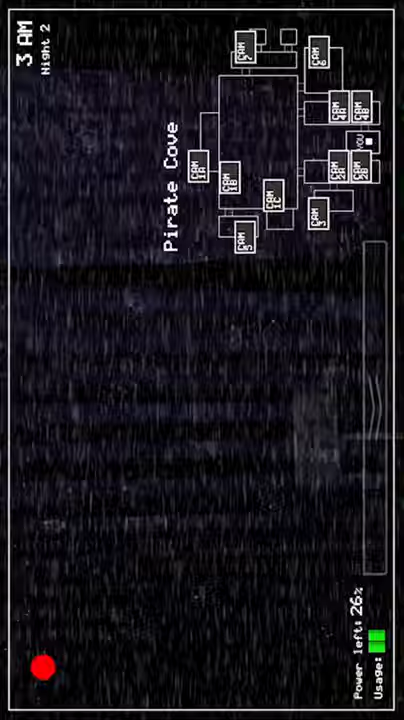 3 AM
Night 2
Pirate Cove
CAM 1A
CAM 1B
CAM 5
CAM 1C
CAM 3
CAM 2A
CAM 2B
YOU
CAM 4A
CAM 4B
CAM 6
CAM 7
Power left: 26%
Usage: